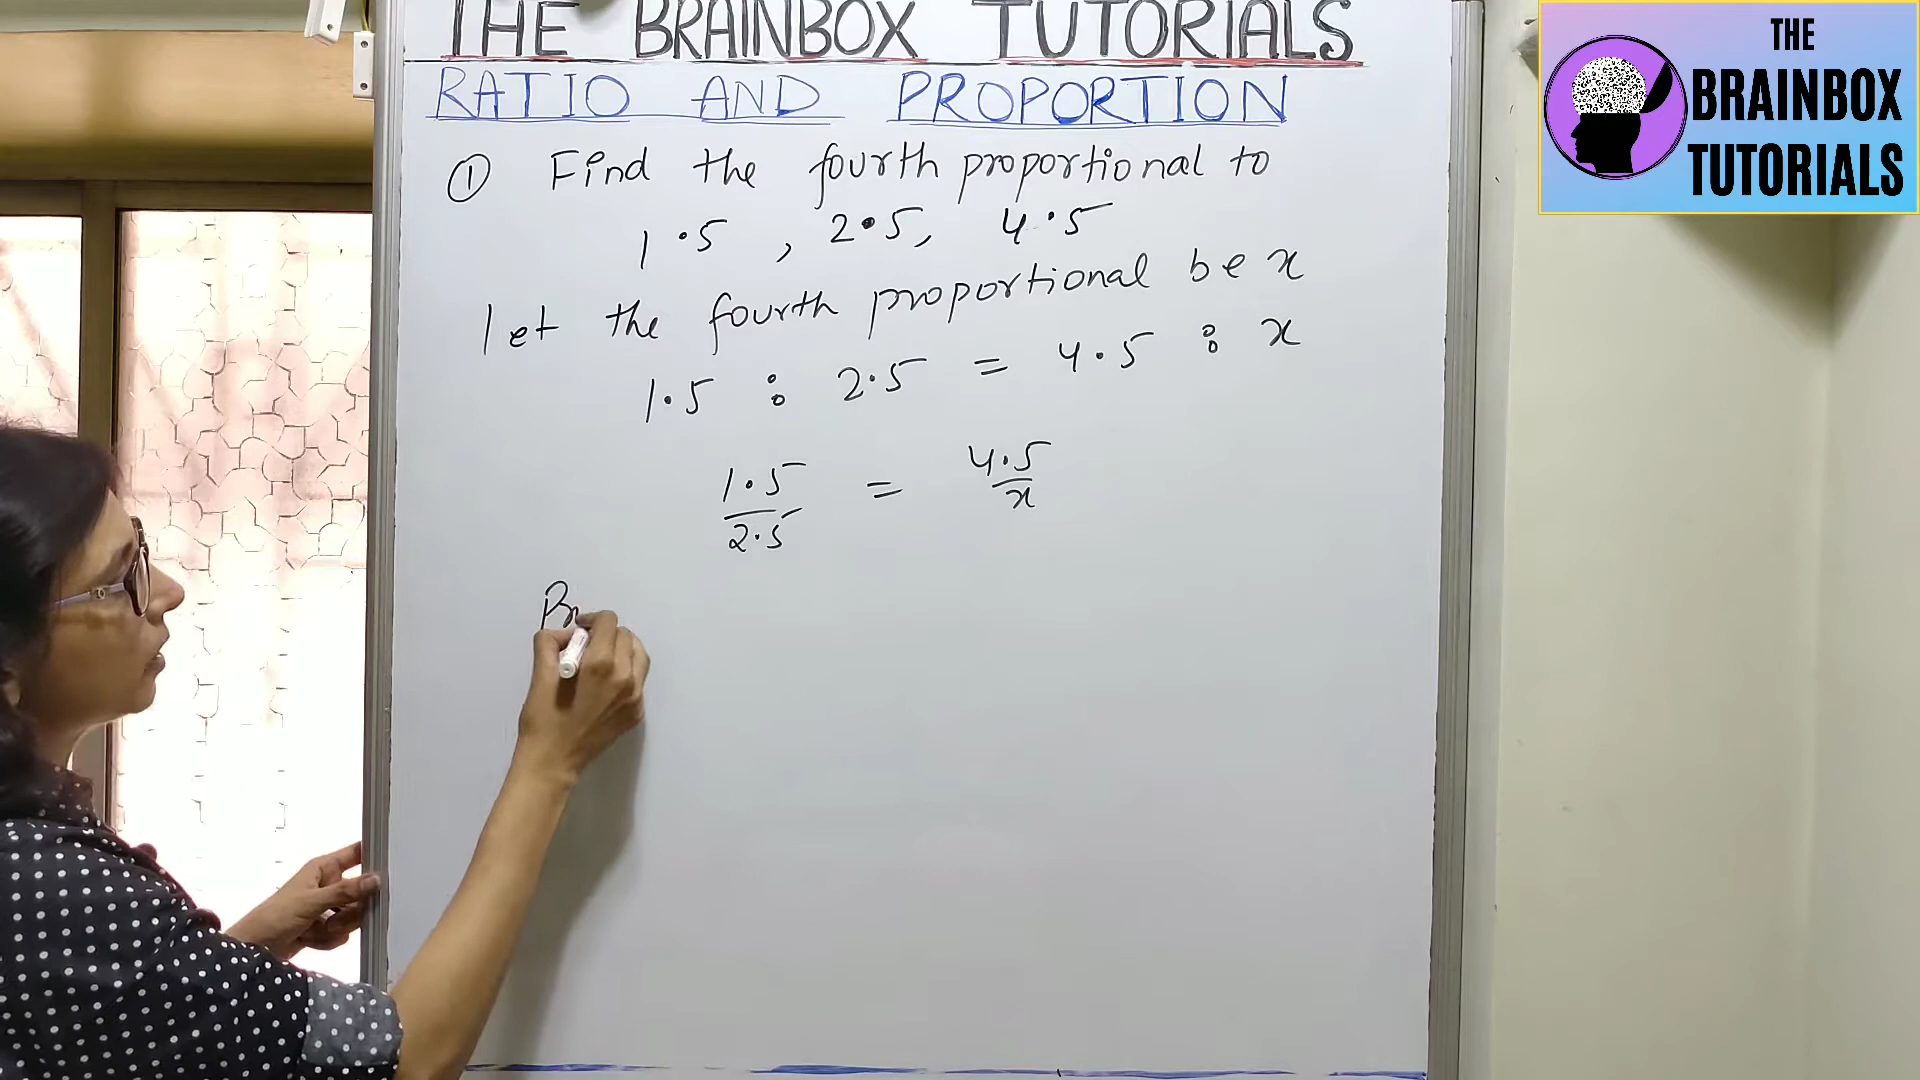 THE BRAINBOX TUTORIALS
RATIO AND PROPORTION
① Find the fourth proportional to
1.5 , 2.5, 4.5
let the fourth proportional be x
1.5 : 2.5 = 4.5 : x
1.5/2.5 = 4.5/x
THE
BRAINBOX
TUTORIALS